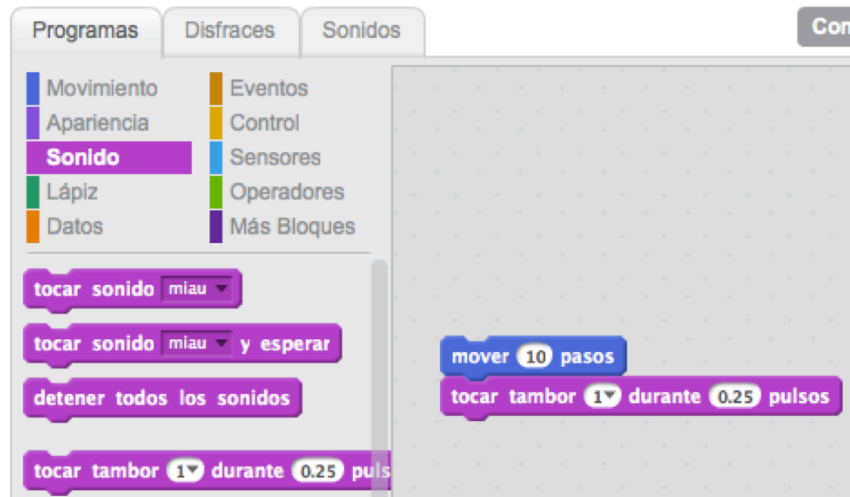 Programas Disfraces Sonidos
Movimiento Eventos
Apariencia Control
Sonido Sensores
Lápiz Operadores
Datos Más Bloques
tocar sonido miau
tocar sonido miau y esperar
detener todos los sonidos
tocar tambor 1 durante 0.25 puls
mover 10 pasos
tocar tambor 1 durante 0.25 pulsos